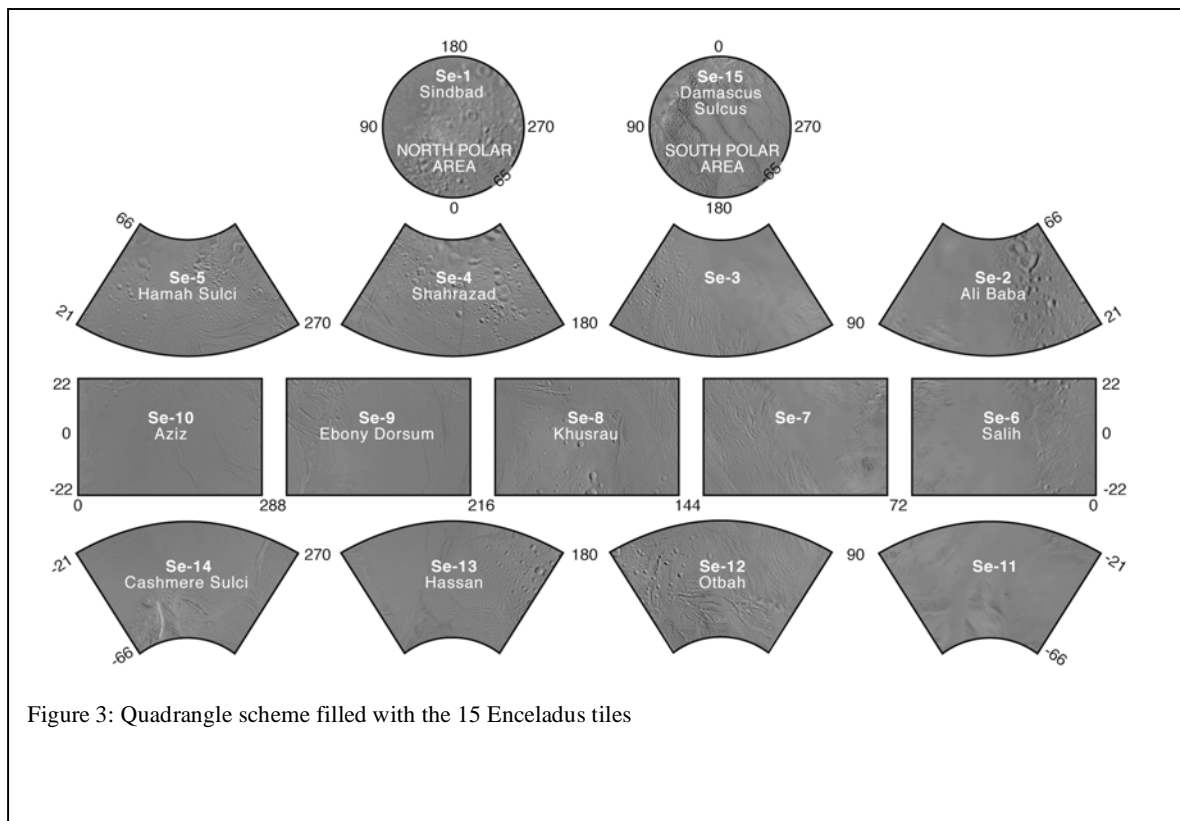 180
0
Se-1
Sindbad
Se-15
Damascus
Sulcus
90
270
90
270
NORTH POLAR
AREA
SOUTH POLAR
AREA
65
-65
0
180
66
66
Se-5
Hamah Sulci
Se-4
Shahrazad
Se-3
Se-2
Ali Baba
21
270
180
90
21
22
22
Se-10
Aziz
Se-9
Ebony Dorsum
Se-8
Khusrau
Se-7
Se-6
Salih
0
0
-22
-22
0
288
216
144
72
0
-21
270
180
90
-21
Se-14
Cashmere Sulci
Se-13
Hassan
Se-12
Otbah
Se-11
-66
-66
Figure 3: Quadrangle scheme filled with the 15 Enceladus tiles